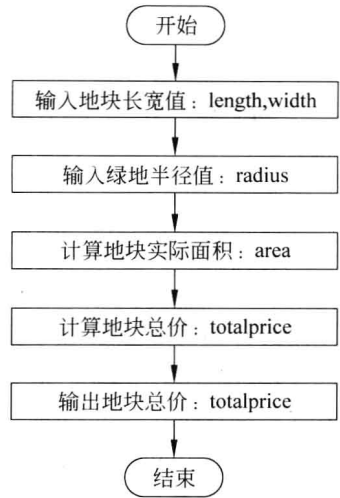 开始
输入地块长宽值：length,width
输入绿地半径值：radius
计算地块实际面积：area
计算地块总价：totalprice
输出地块总价：totalprice
结束